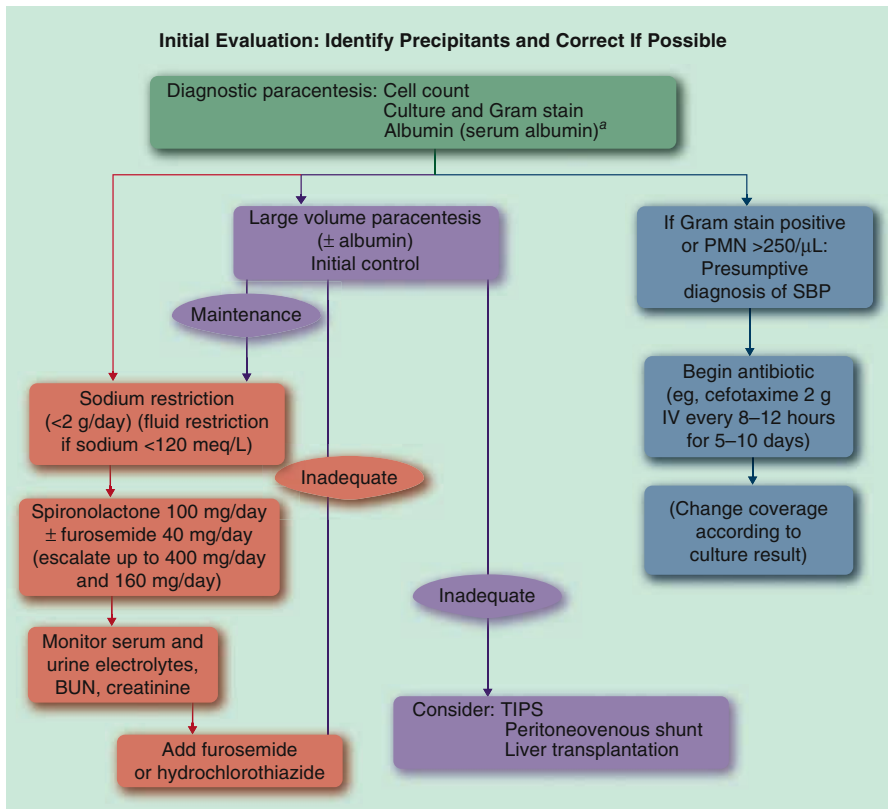 Initial Evaluation: Identify Precipitants and Correct If Possible
Diagnostic paracentesis: Cell count
Culture and Gram stain
Albumin (serum albumin)a
Large volume paracentesis
(± albumin)
Initial control
If Gram stain positive
or PMN >250/μL:
Presumptive
diagnosis of SBP
Maintenance
Begin antibiotic
(eg, cefotaxime 2 g
IV every 8–12 hours
for 5–10 days)
Sodium restriction
(<2 g/day) (fluid restriction
if sodium <120 meq/L)
Inadequate
Spironolactone 100 mg/day
± furosemide 40 mg/day
(escalate up to 400 mg/day
and 160 mg/day)
(Change coverage
according to
culture result)
Inadequate
Monitor serum and
urine electrolytes,
BUN, creatinine
Consider: TIPS
Peritoneovenous shunt
Liver transplantation
Add furosemide
or hydrochlorothiazide